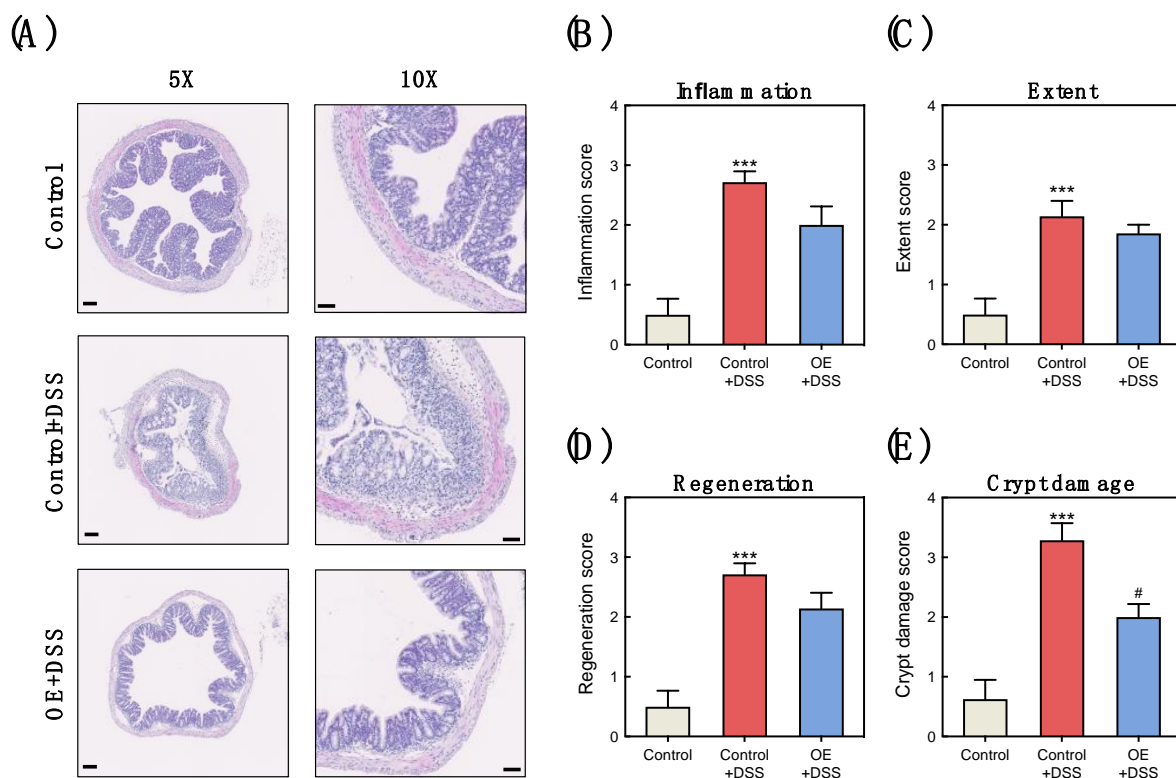 (A)
5X
10X
Control
Control+DSS
OE+DSS
(B)
Inflammation
Inflammation score
4
3
2
1
0
***
Control
Control
+DSS
OE
+DSS
(C)
Extent
Extent score
4
3
2
1
0
***
Control
Control
+DSS
OE
+DSS
(D)
Regeneration
Regeneration score
4
3
2
1
0
***
Control
Control
+DSS
OE
+DSS
(E)
Crypt damage
Crypt damage score
4
3
2
1
0
***
#
Control
Control
+DSS
OE
+DSS